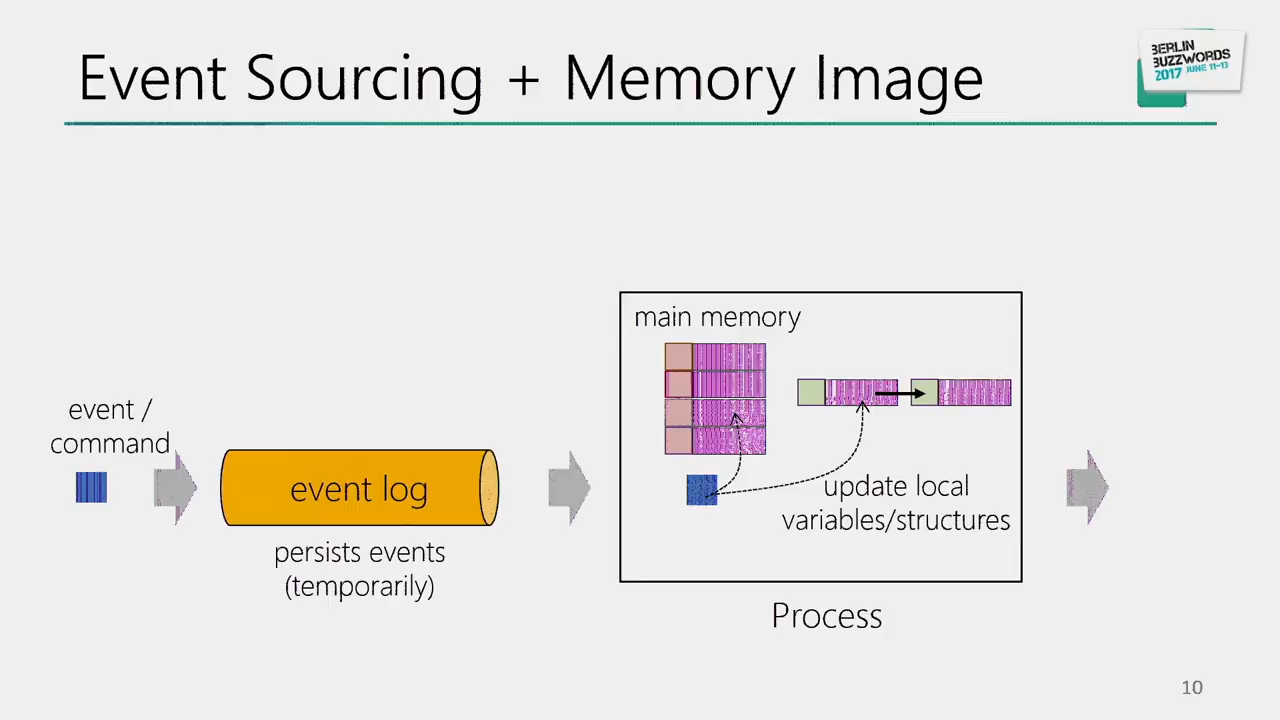 Event Sourcing + Memory Image
BERLIN
BUZZWORDS
2017 JUNE 11-13
main memory
event /
command
event log
persists events
(temporarily)
update local
variables/structures
Process
10